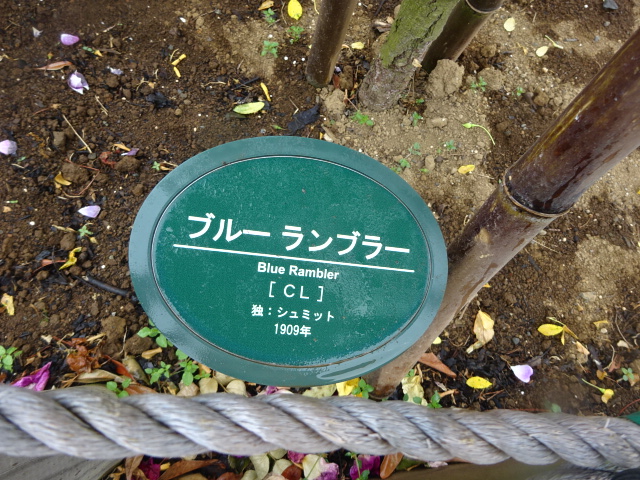 ブルー ランブラー
Blue Rambler
[ CL ]
独：シュミット
1909年